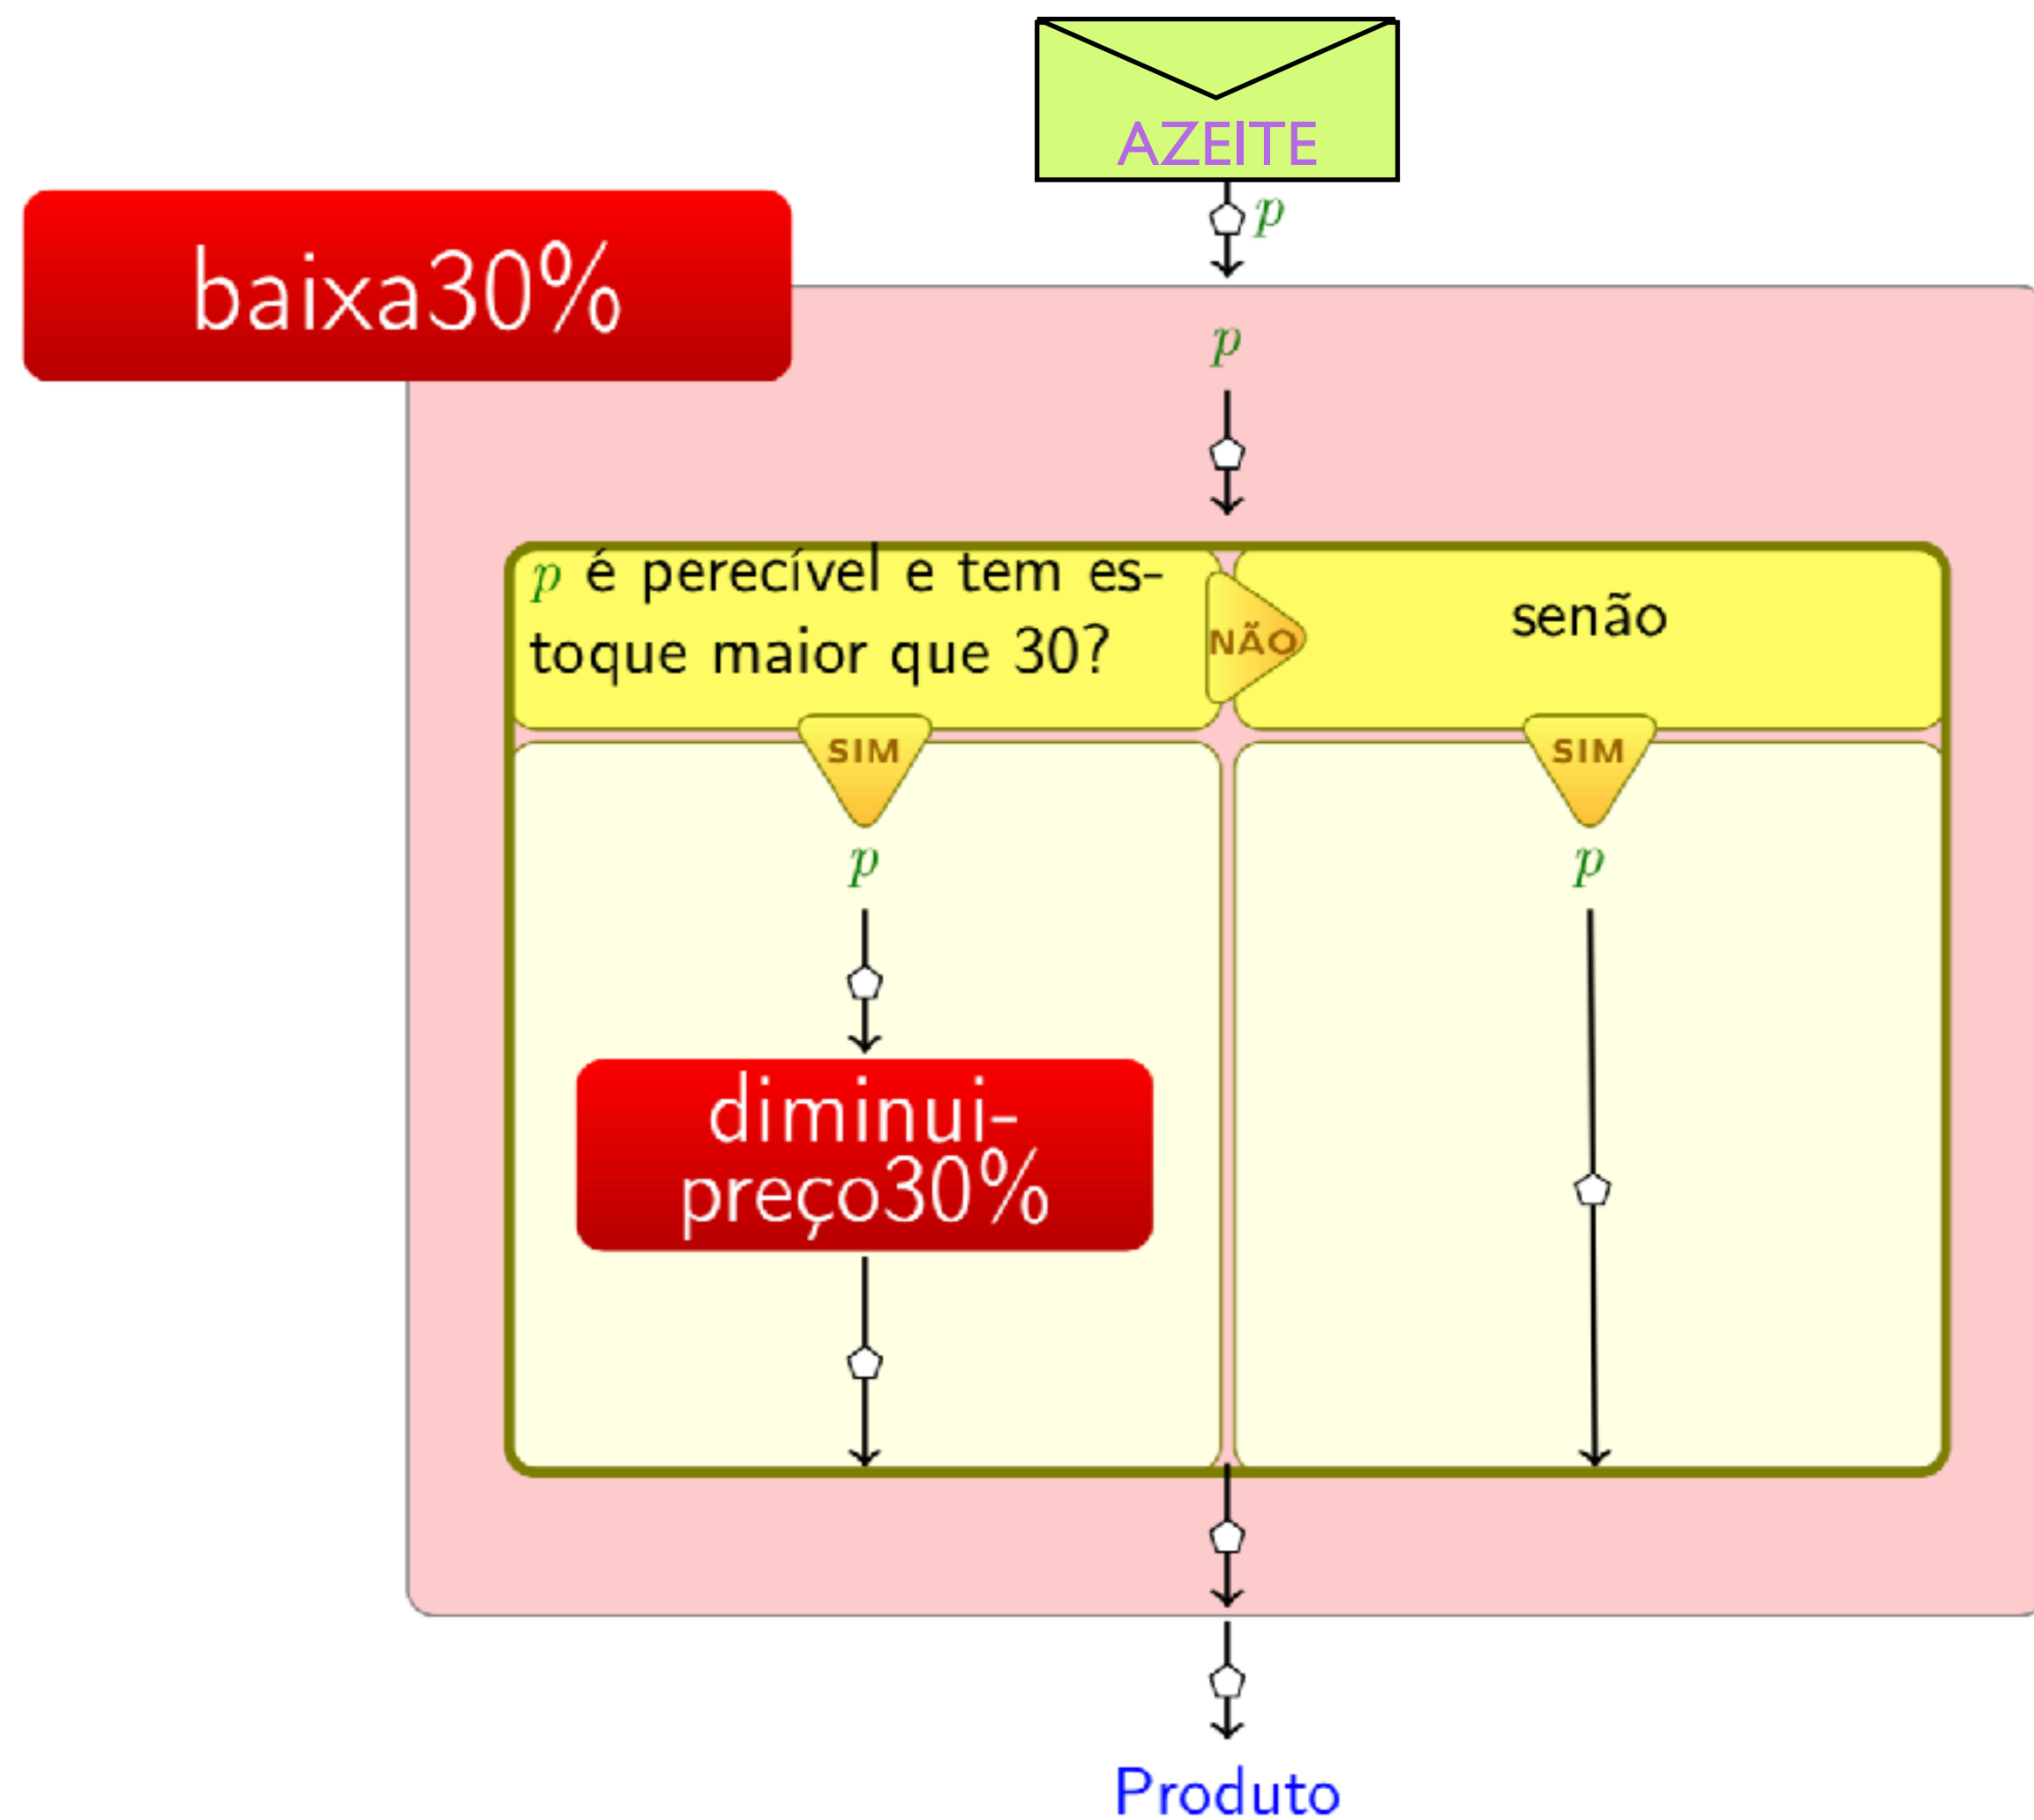 AZEITE
p
baixa30%
p
p é perecível e tem es-
toque maior que 30?
NÃO
senão
SIM
SIM
p
p
diminui-
preço30%
Produto